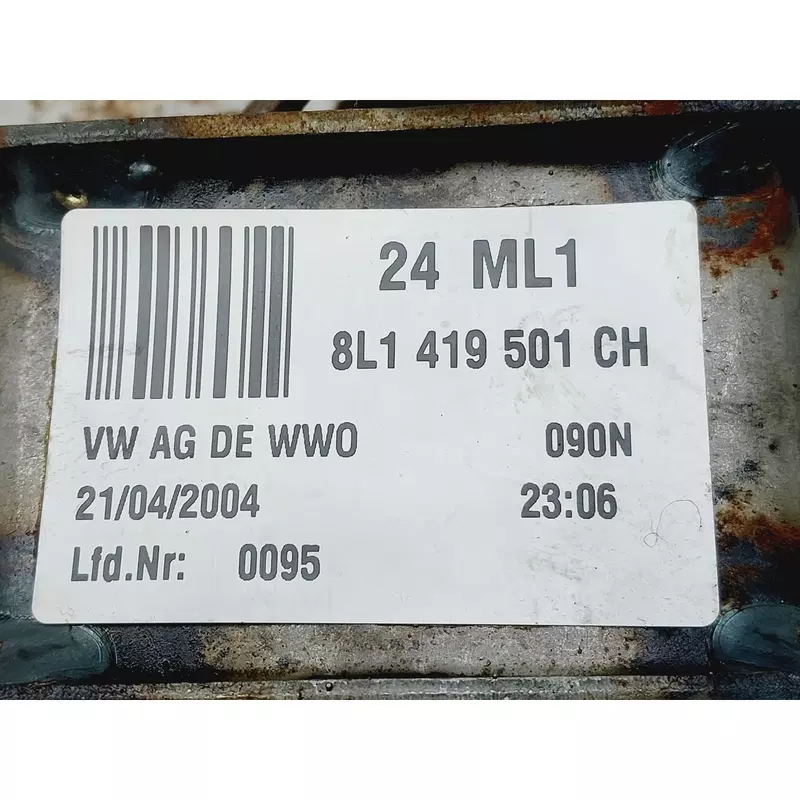 24 ML1
8L1 419 501 CH
VW AG DE WWO 090N
21/04/2004 23:06
Lfd.Nr: 0095